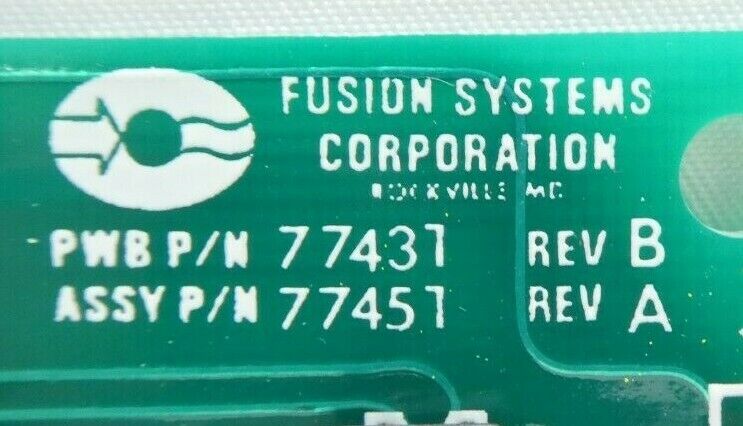 FUSION SYSTEMS
CORPORATION
ROCKVILLE MD
PWB P/N 77431 REV B
ASSY P/N 77451 REV A